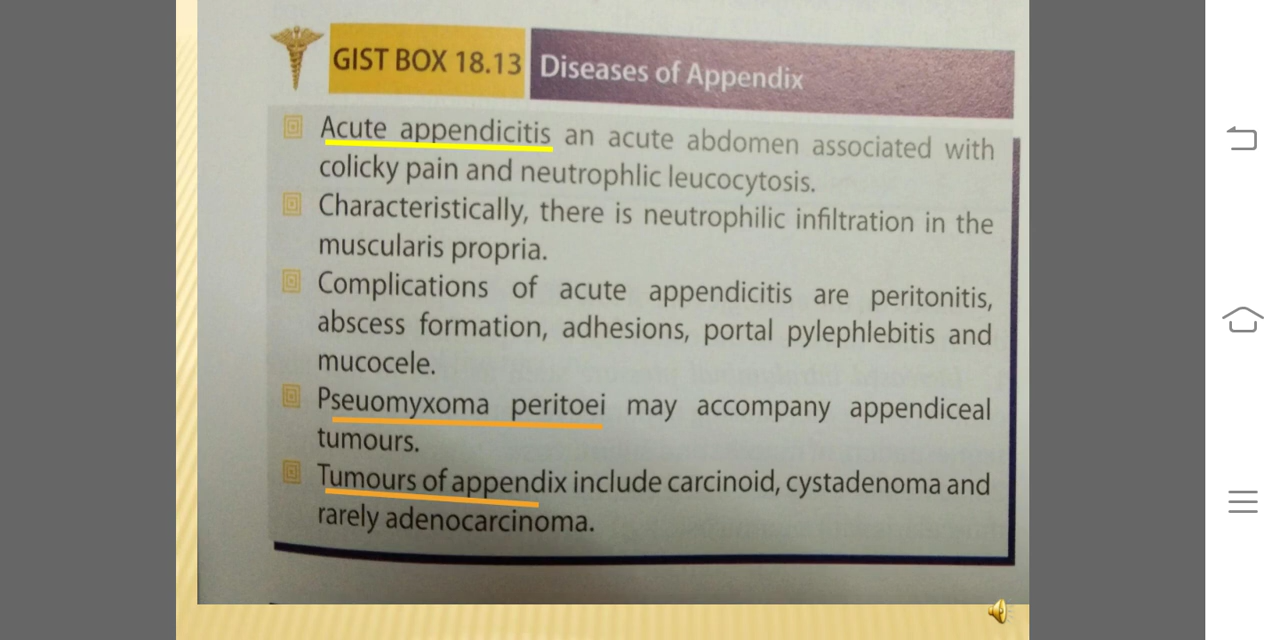 GIST BOX 18.13 Diseases of Appendix
Acute appendicitis an acute abdomen associated with
colicky pain and neutrophlic leucocytosis.
Characteristically, there is neutrophilic infiltration in the
muscularis propria.
Complications of acute appendicitis are peritonitis,
abscess formation, adhesions, portal pylephlebitis and
mucocele.
Pseuomyxoma peritoei may accompany appendiceal
tumours.
Tumours of appendix include carcinoid, cystadenoma and
rarely adenocarcinoma.